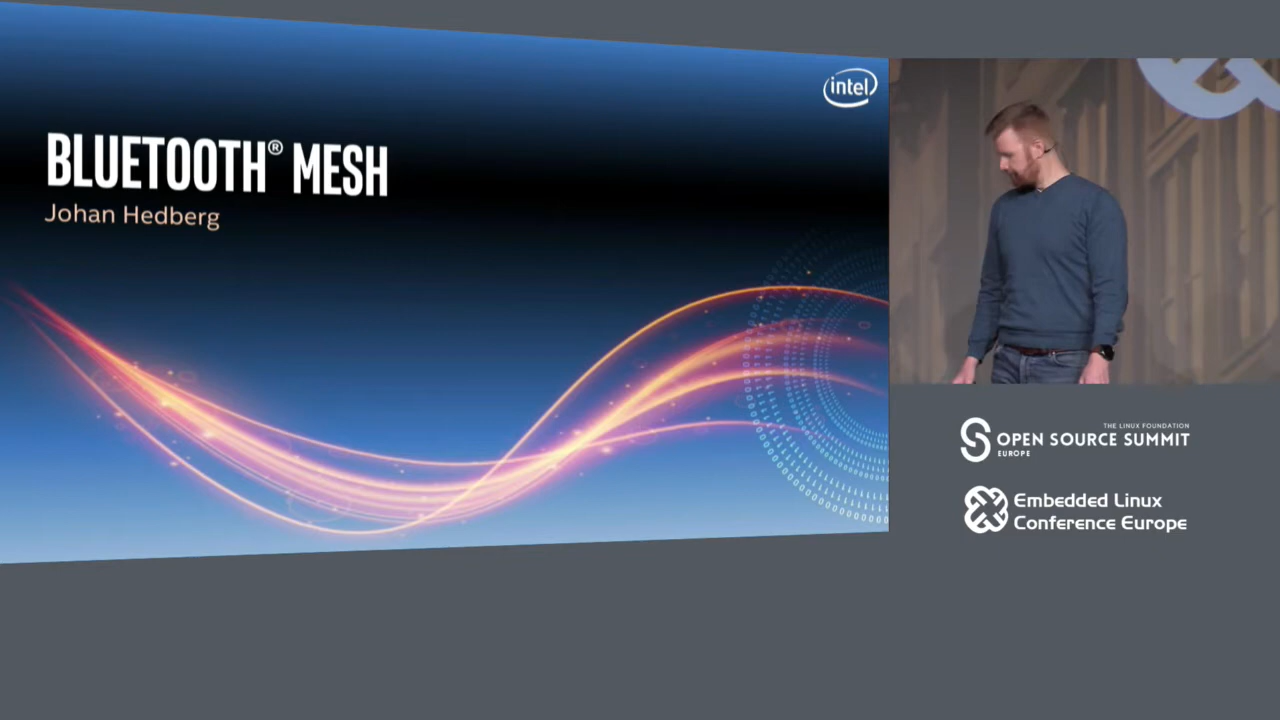 intel
BLUETOOTH® MESH
Johan Hedberg
THE LINUX FOUNDATION
OPEN SOURCE SUMMIT
EUROPE
Embedded Linux
Conference Europe